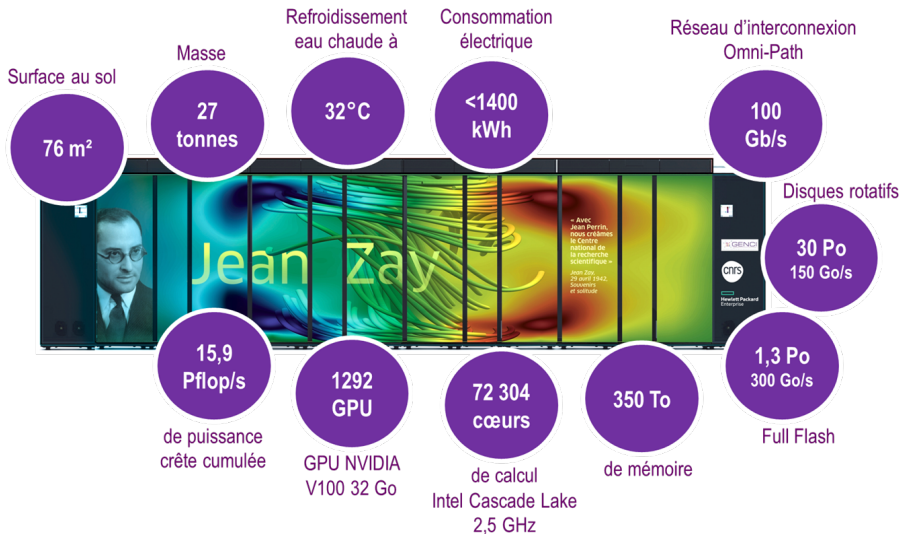 Surface au sol
76 m²
Masse
27
tonnes
Refroidissement
eau chaude à
32°C
Consommation
électrique
<1400
kWh
Réseau d’interconnexion
Omni-Path
100
Gb/s
Disques rotatifs
30 Po
150 Go/s
1,3 Po
300 Go/s
Full Flash
Jean Zay
« Avec
Jean Perrin,
nous créâmes
le Centre
national de
la recherche
scientifique »
Jean Zay,
29 avril 1942,
Souvenirs
et solitude
GENCI
cnrs
Hewlett Packard
Enterprise
15,9
Pflop/s
de puissance
crête cumulée
1292
GPU
GPU NVIDIA
V100 32 Go
72 304
cœurs
de calcul
Intel Cascade Lake
2,5 GHz
350 To
de mémoire